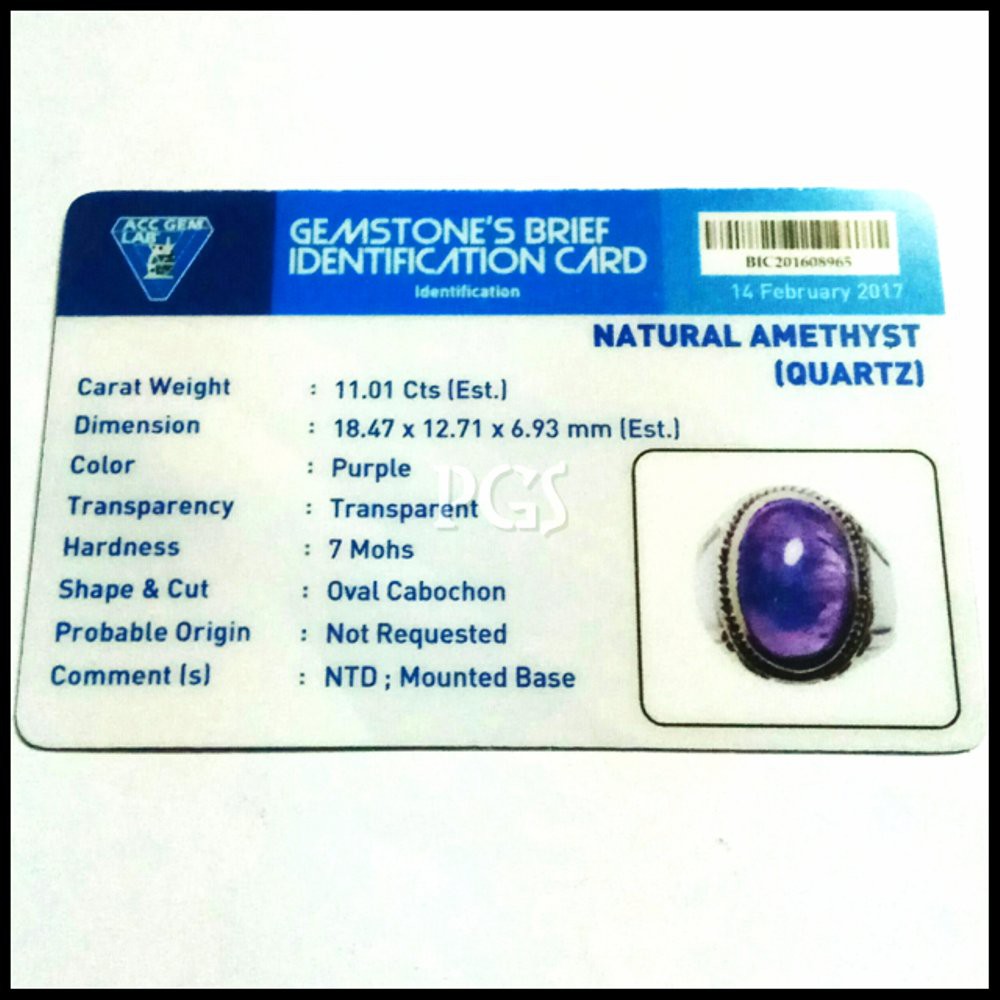 ACC GEM
LAB
GEMSTONE'S BRIEF
IDENTIFICATION CARD
Identification
BIC201608965
14 February 2017
NATURAL AMETHYST
(QUARTZ)
Carat Weight : 11.01 Cts (Est.)
Dimension : 18.47 x 12.71 x 6.93 mm (Est.)
Color : Purple
Transparency : Transparent
Hardness : 7 Mohs
Shape & Cut : Oval Cabochon
Probable Origin : Not Requested
Comment (s) : NTD ; Mounted Base
PGS